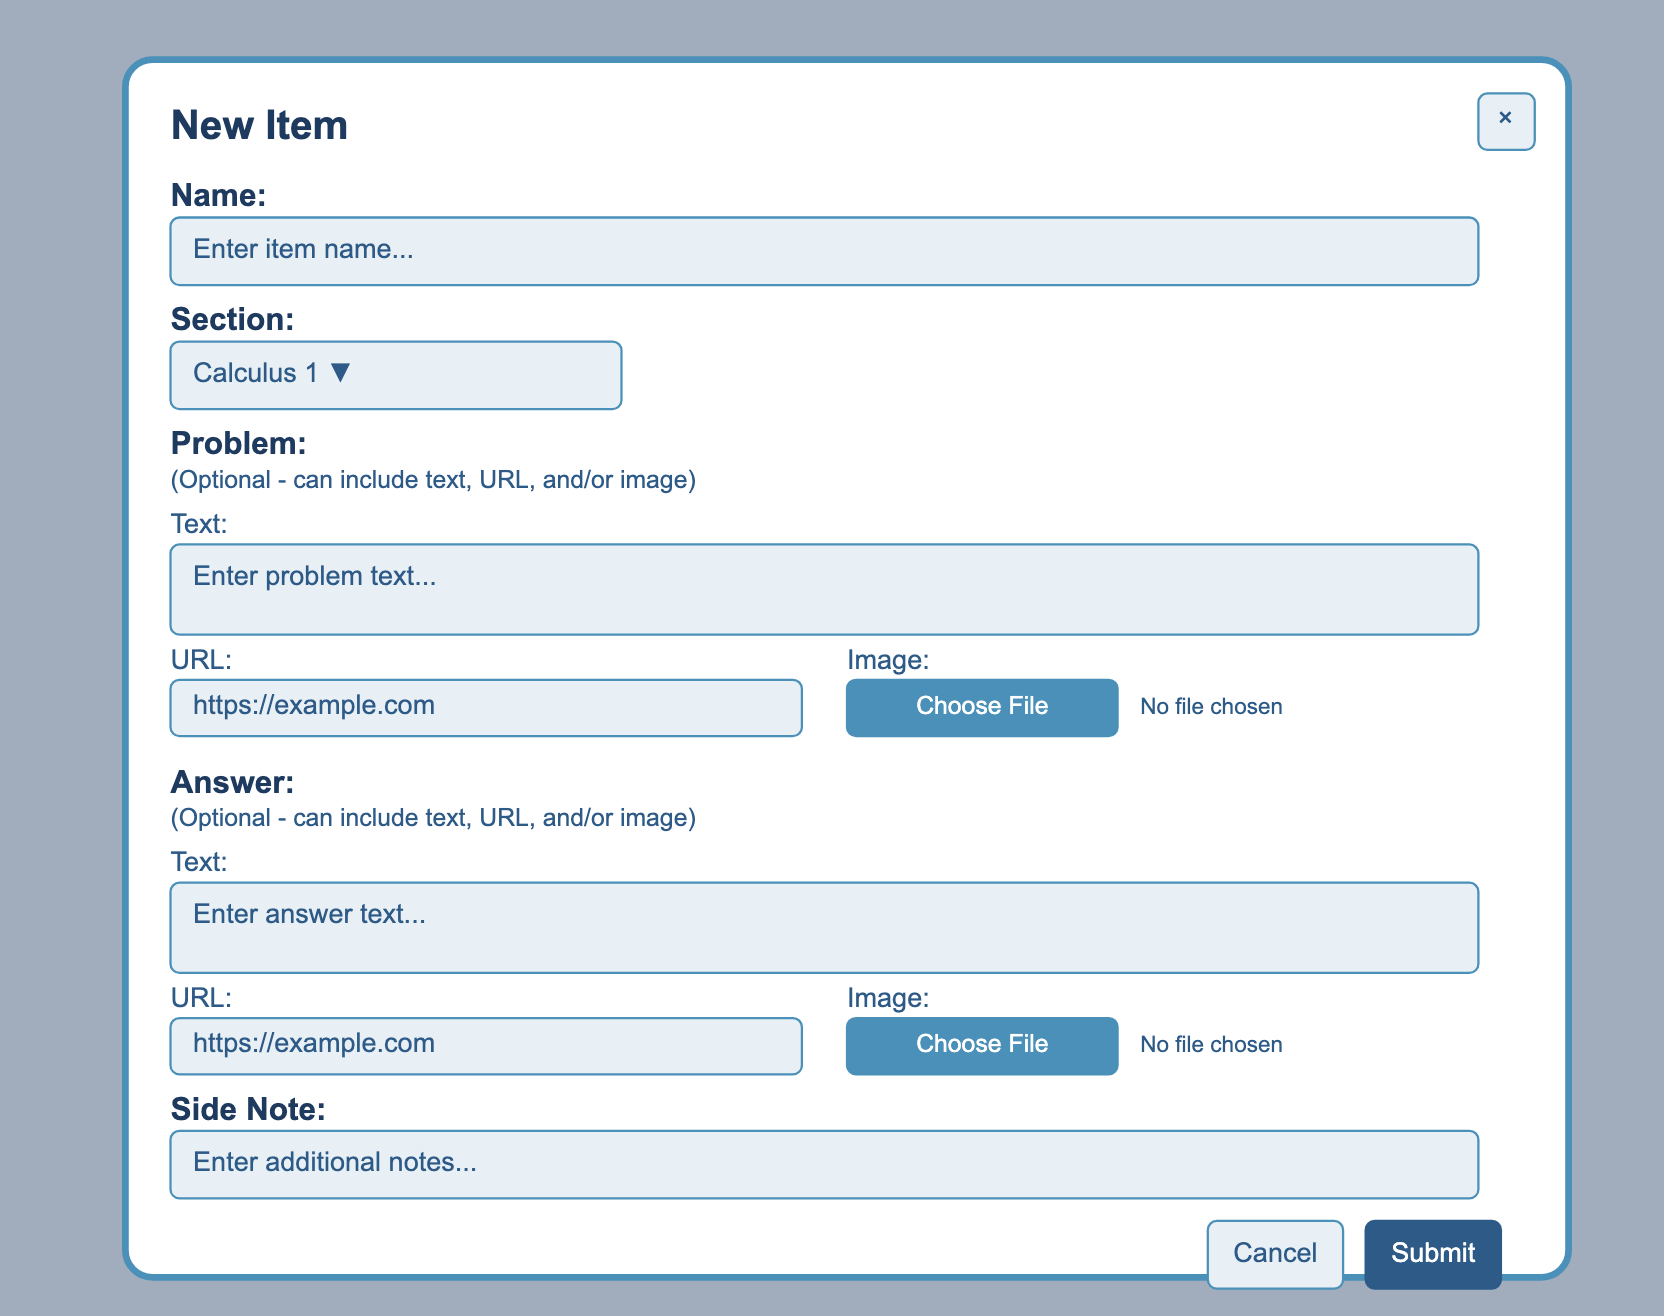 New Item
×
Name:
Enter item name...
Section:
Calculus 1 ▼
Problem:
(Optional - can include text, URL, and/or image)
Text:
Enter problem text...
URL:
Image:
https://example.com
Choose File
No file chosen
Answer:
(Optional - can include text, URL, and/or image)
Text:
Enter answer text...
URL:
Image:
https://example.com
Choose File
No file chosen
Side Note:
Enter additional notes...
Cancel
Submit